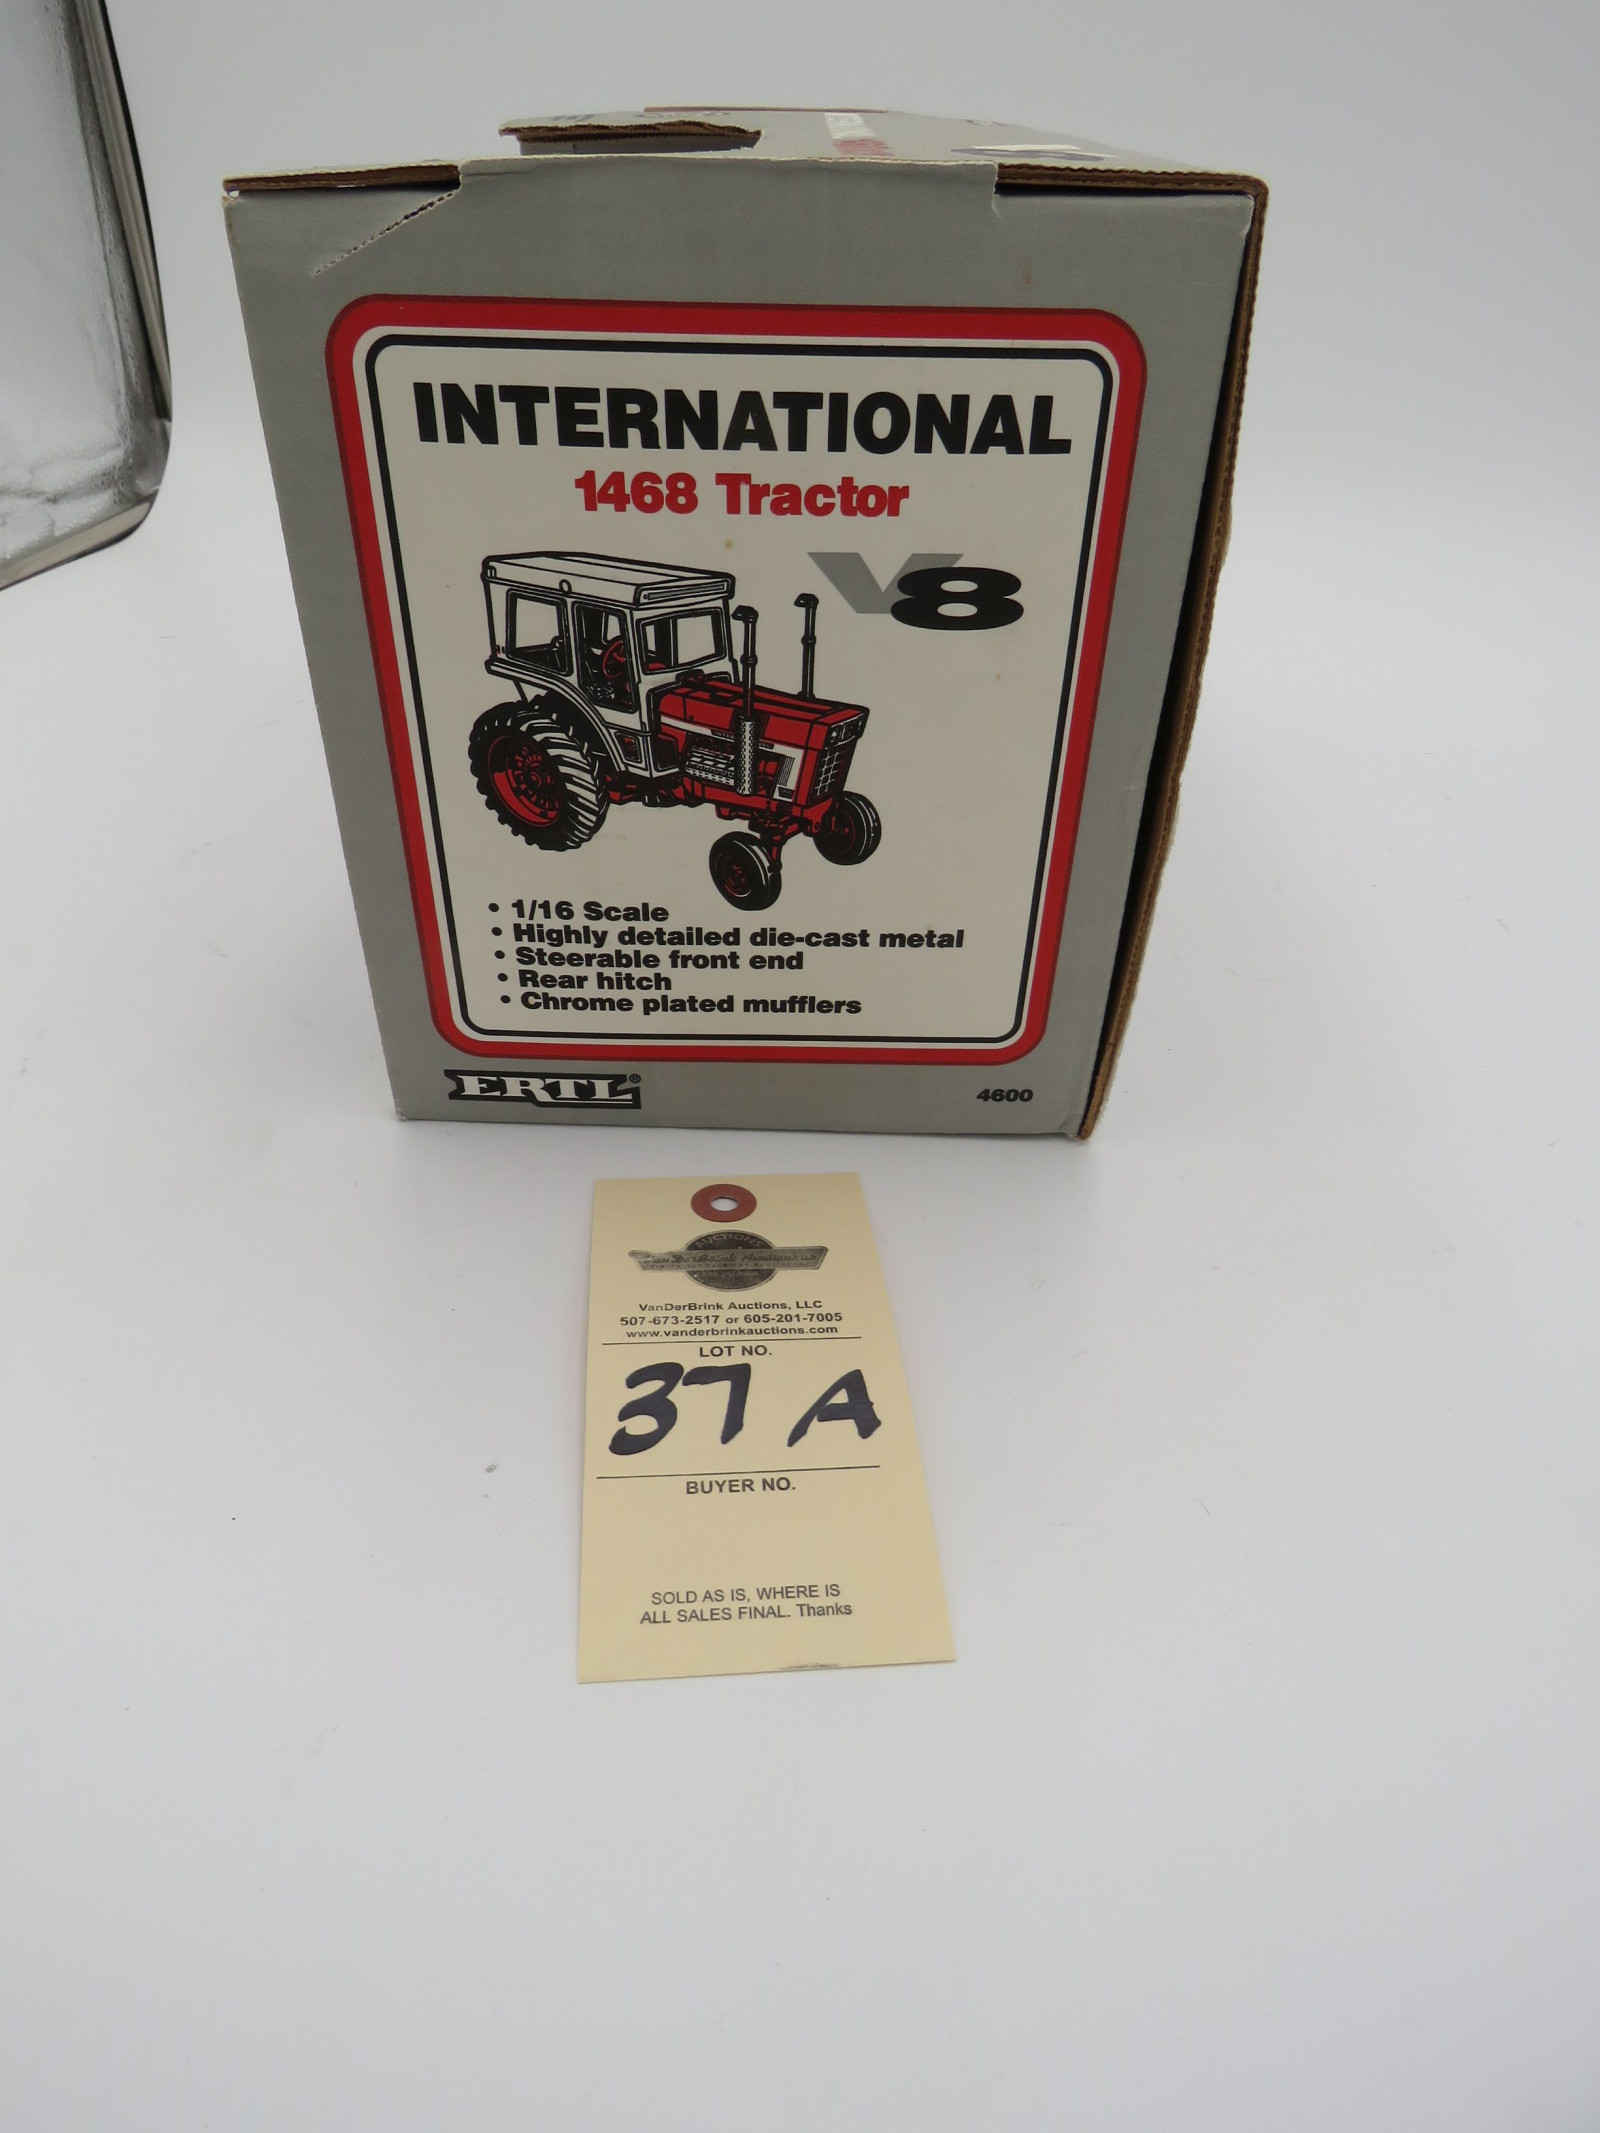 INTERNATIONAL
1468 Tractor
V8
• 1/16 Scale
• Highly detailed die-cast metal
• Steerable front end
• Rear hitch
• Chrome plated mufflers
ERTL®
4600
AUCTIONS
VanDerBrink Auctions, LLC
507-673-2517 or 605-201-7005
www.vanderbrinkauctions.com
LOT NO.
37 A
BUYER NO.
SOLD AS IS, WHERE IS
ALL SALES FINAL. Thanks